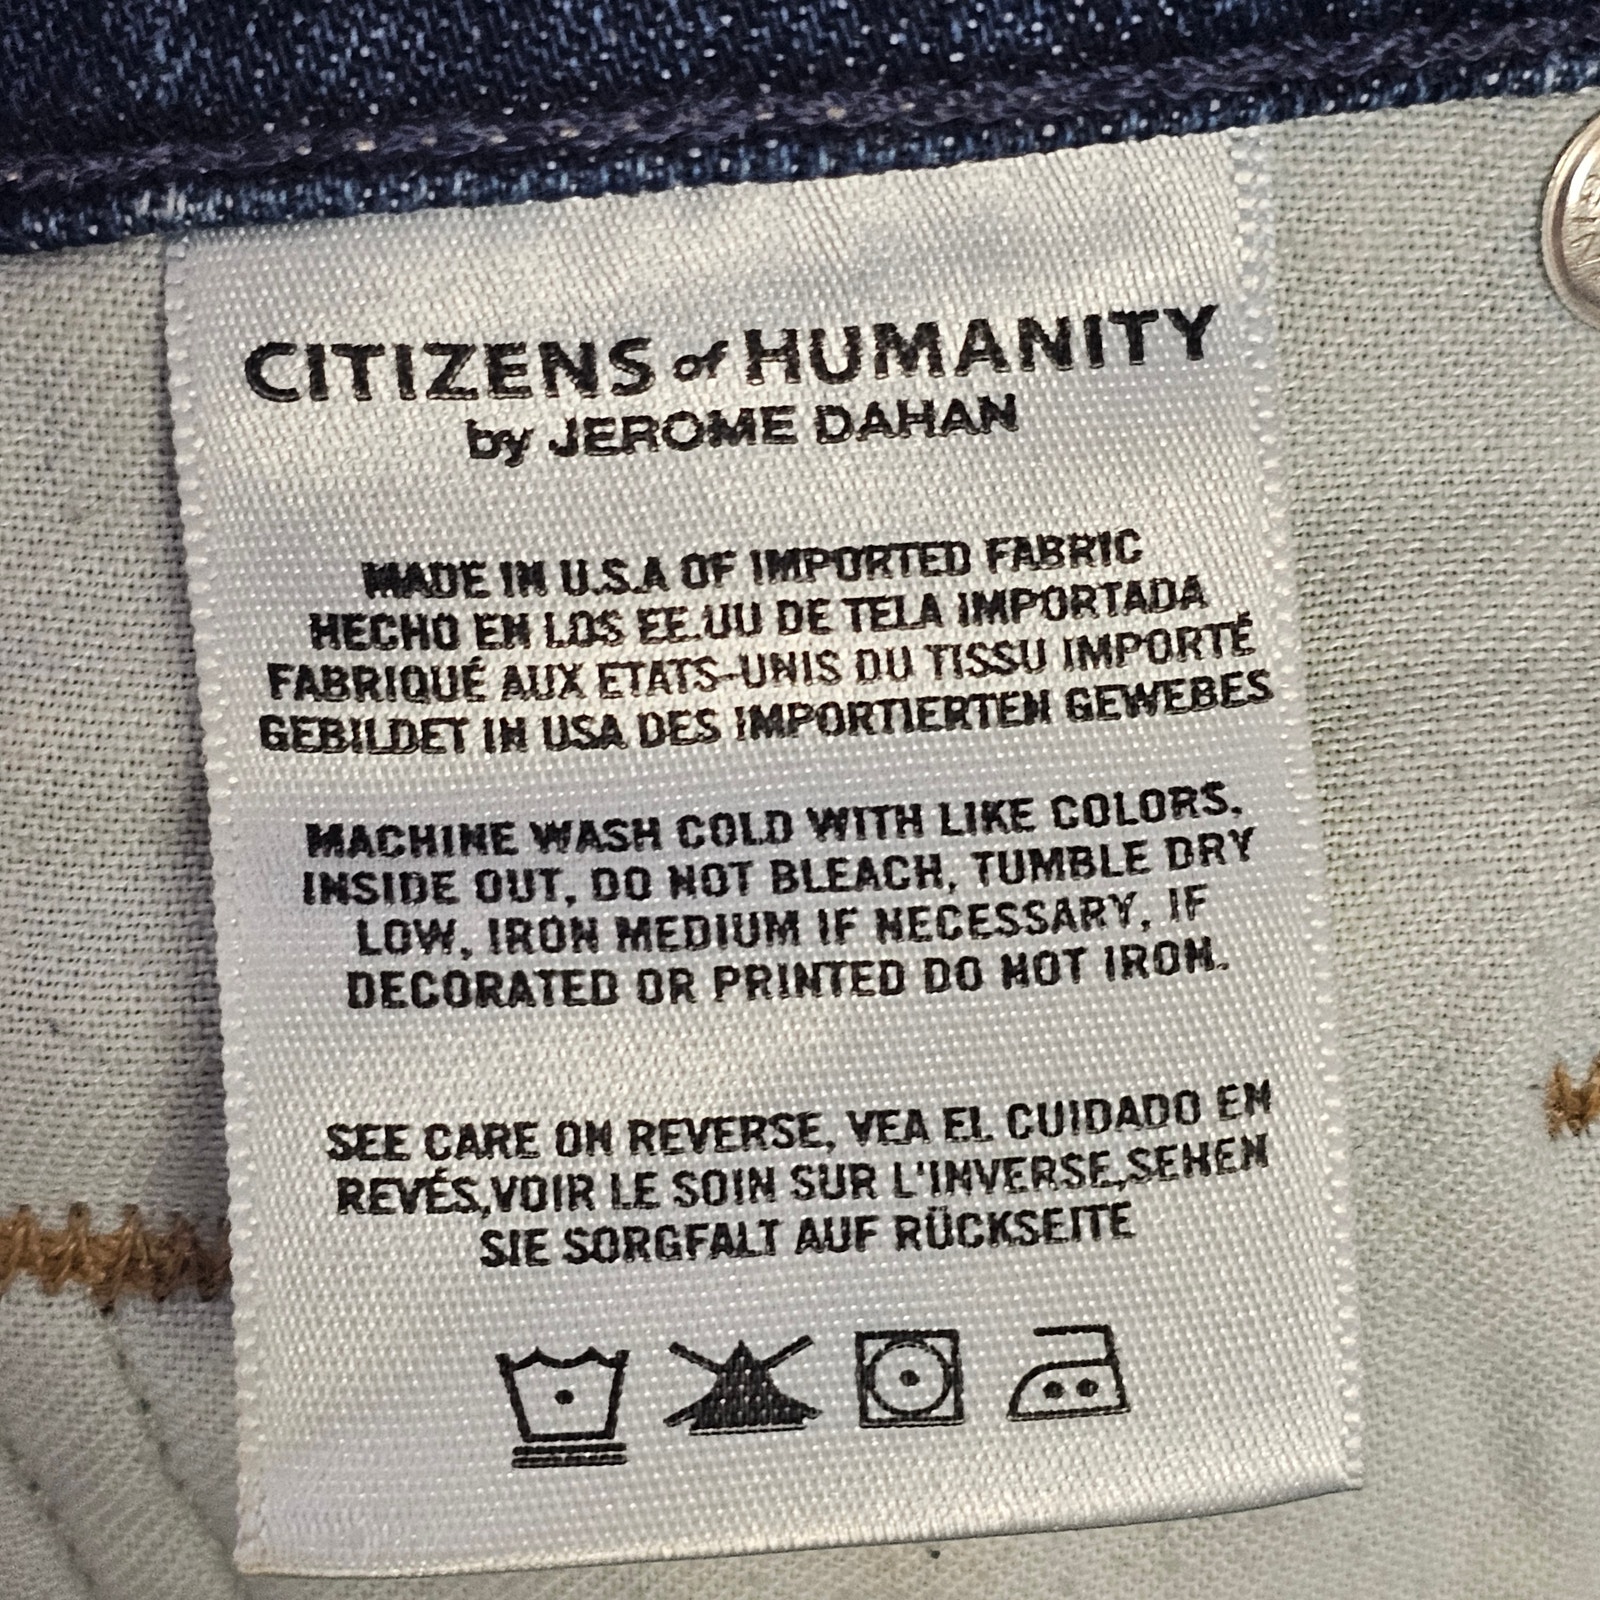 CITIZENS of HUMANITY
by JEROME DAHAN
MADE IN U.S.A OF IMPORTED FABRIC
HECHO EN LOS EE.UU DE TELA IMPORTADA
FABRIQUÉ AUX ETATS-UNIS DU TISSU IMPORTÉ
GEBILDET IN USA DES IMPORTIERTEN GEWEBES
MACHINE WASH COLD WITH LIKE COLORS,
INSIDE OUT, DO NOT BLEACH, TUMBLE DRY
LOW, IRON MEDIUM IF NECESSARY, IF
DECORATED OR PRINTED DO NOT IRON.
SEE CARE ON REVERSE, VEA EL CUIDADO EN
REVÉS,VOIR LE SOIN SUR L'INVERSE,SEHEN
SIE SORGFALT AUF RÜCKSEITE